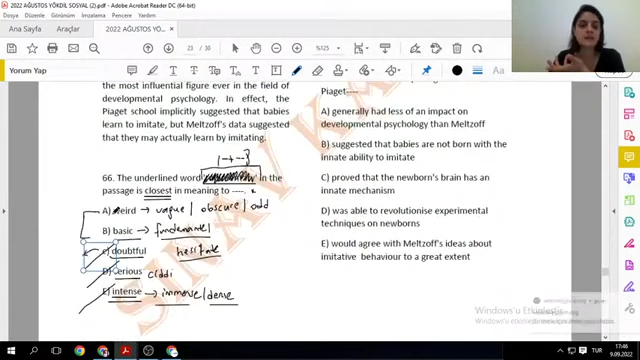 2022 AĞUSTOS YÖKDİL SOSYAL (2).pdf - Adobe Acrobat Reader DC (64-bit)
Dosya Düzene Görünüm İmzalama Pencere Yardım
Ana Sayfa Araçlar 2022 AĞUSTOS YÖK...
23 / 43 %125
Yorum Yap
the most influential figure ever in the field of
developmental psychology. In effect, the
Piaget school implicitly suggested that babies
learn to imitate, but Meltzoff's data suggested
that they may actually learn by imitating.
66. The underlined word in the
passage is closest in meaning to ----.
A) weird → vague / obscure / odd
B) basic → fundamental
C) doubtful hesitate
D) serious ciddi
E) intense → immense / dense
Piaget----
A) generally had less of an impact on
developmental psychology than Meltzoff
B) suggested that babies are not born with the
innate ability to imitate
C) proved that the newborn's brain has an
innate mechanism
D) was able to revolutionise experimental
techniques on newborns
E) would agree with Meltzoff's ideas about
imitative behaviour to a great extent
SINAV
Windows'u Etkinleştir
TUR
17:46
9.09.2022